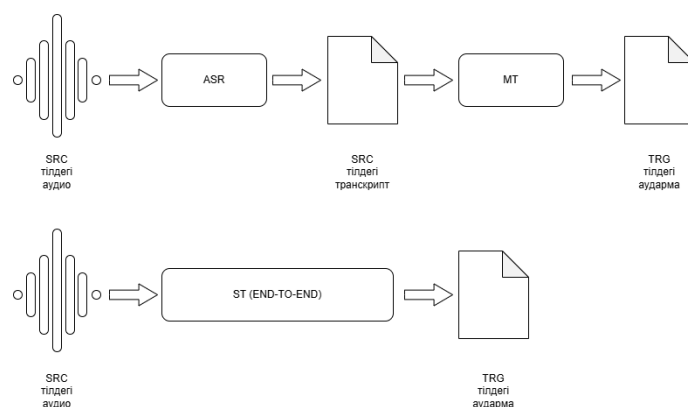 ASR
MT
SRC
тілдегі
аудио
SRC
тілдегі
транскрипт
TRG
тілдегі
аударма
ST (END-TO-END)
SRC
тілдегі
аудио
TRG
тілдегі
аударма